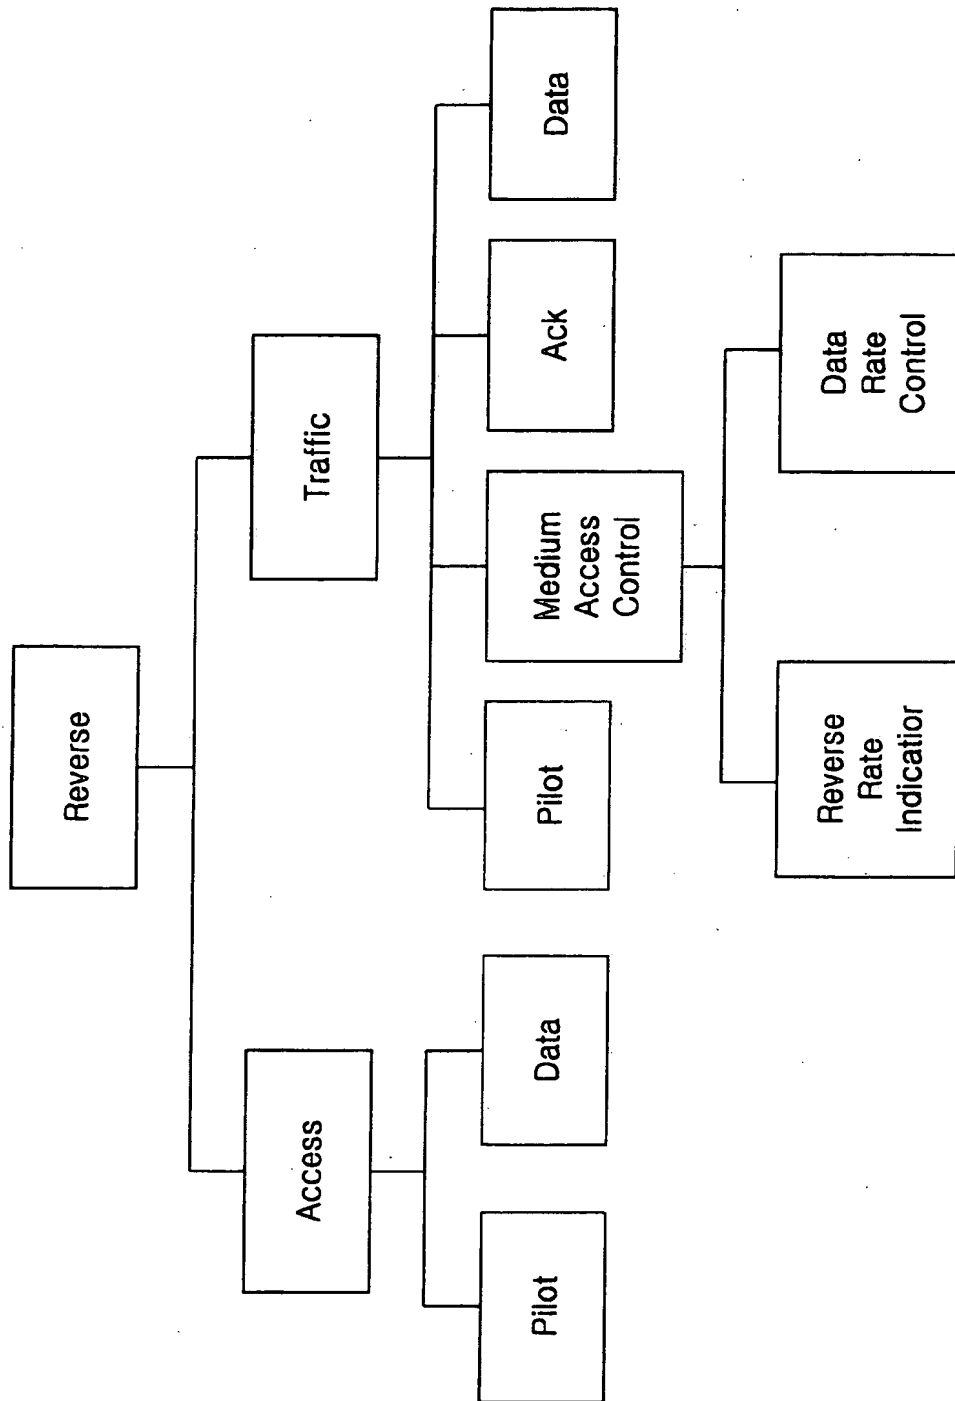 Reverse
Access
Traffic
Pilot
Data
Pilot
Medium
Access
Control
Ack
Data
Reverse
Rate
Indicatior
Data
Rate
Control